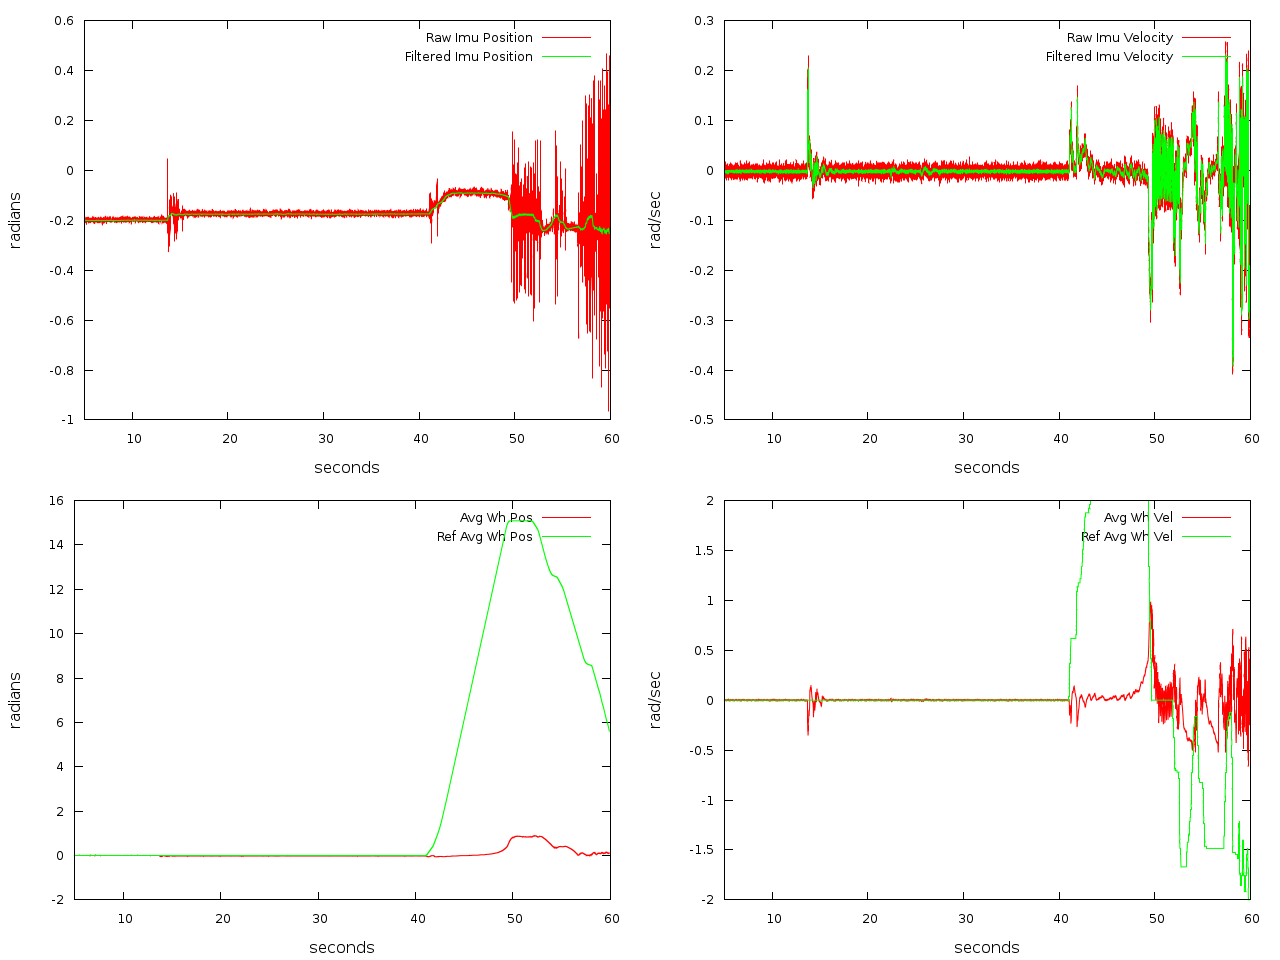 0.6
0.4
0.2
0
-0.2
-0.4
-0.6
-0.8
-1
10 20 30 40 50 60
radians
seconds
Raw Imu Position
Filtered Imu Position
0.3
0.2
0.1
0
-0.1
-0.2
-0.3
-0.4
-0.5
10 20 30 40 50 60
rad/sec
seconds
Raw Imu Velocity
Filtered Imu Velocity
16
14
12
10
8
6
4
2
0
-2
10 20 30 40 50 60
radians
seconds
Avg Wh Pos
Ref Avg Wh Pos
2
1.5
1
0.5
0
-0.5
-1
-1.5
-2
10 20 30 40 50 60
rad/sec
seconds
Avg Wh Vel
Ref Avg Wh Vel